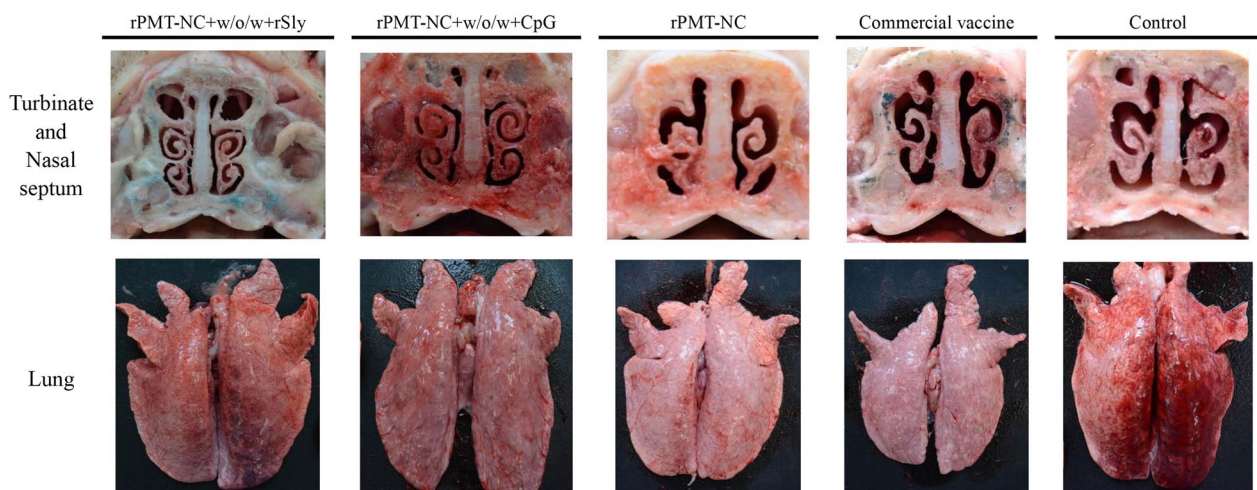 rPMT-NC+w/o/w+rSly
rPMT-NC+w/o/w+CpG
rPMT-NC
Commercial vaccine
Control
Turbinate
and
Nasal
septum
Lung